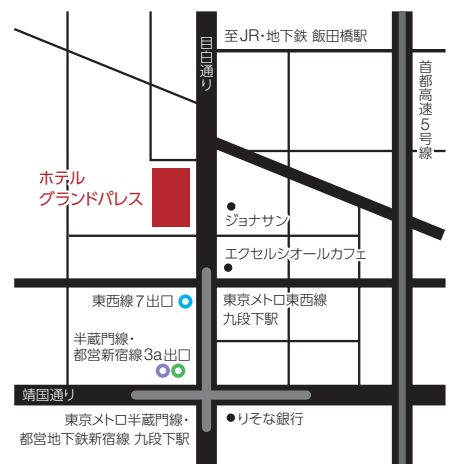 至JR・地下鉄 飯田橋駅
目白通り
首都高速5号線
ホテル
グランドパレス
ジョナサン
エクセルシオールカフェ
東西線7出口
東京メトロ東西線
九段下駅
半蔵門線・
都営新宿線3a出口
靖国通り
東京メトロ半蔵門線・
都営地下鉄新宿線 九段下駅
りそな銀行